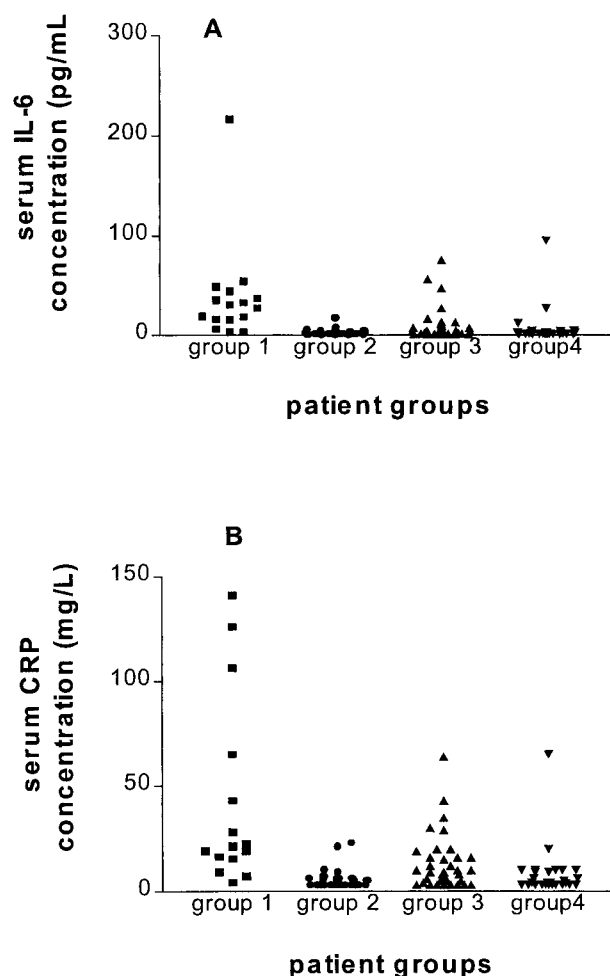 A
serum IL-6
concentration (pg/mL)
300
200
100
0
group 1 group 2 group 3 group4
patient groups
B
serum CRP
concentration (mg/L)
150
100
50
0
group 1 group 2 group 3 group4
patient groups